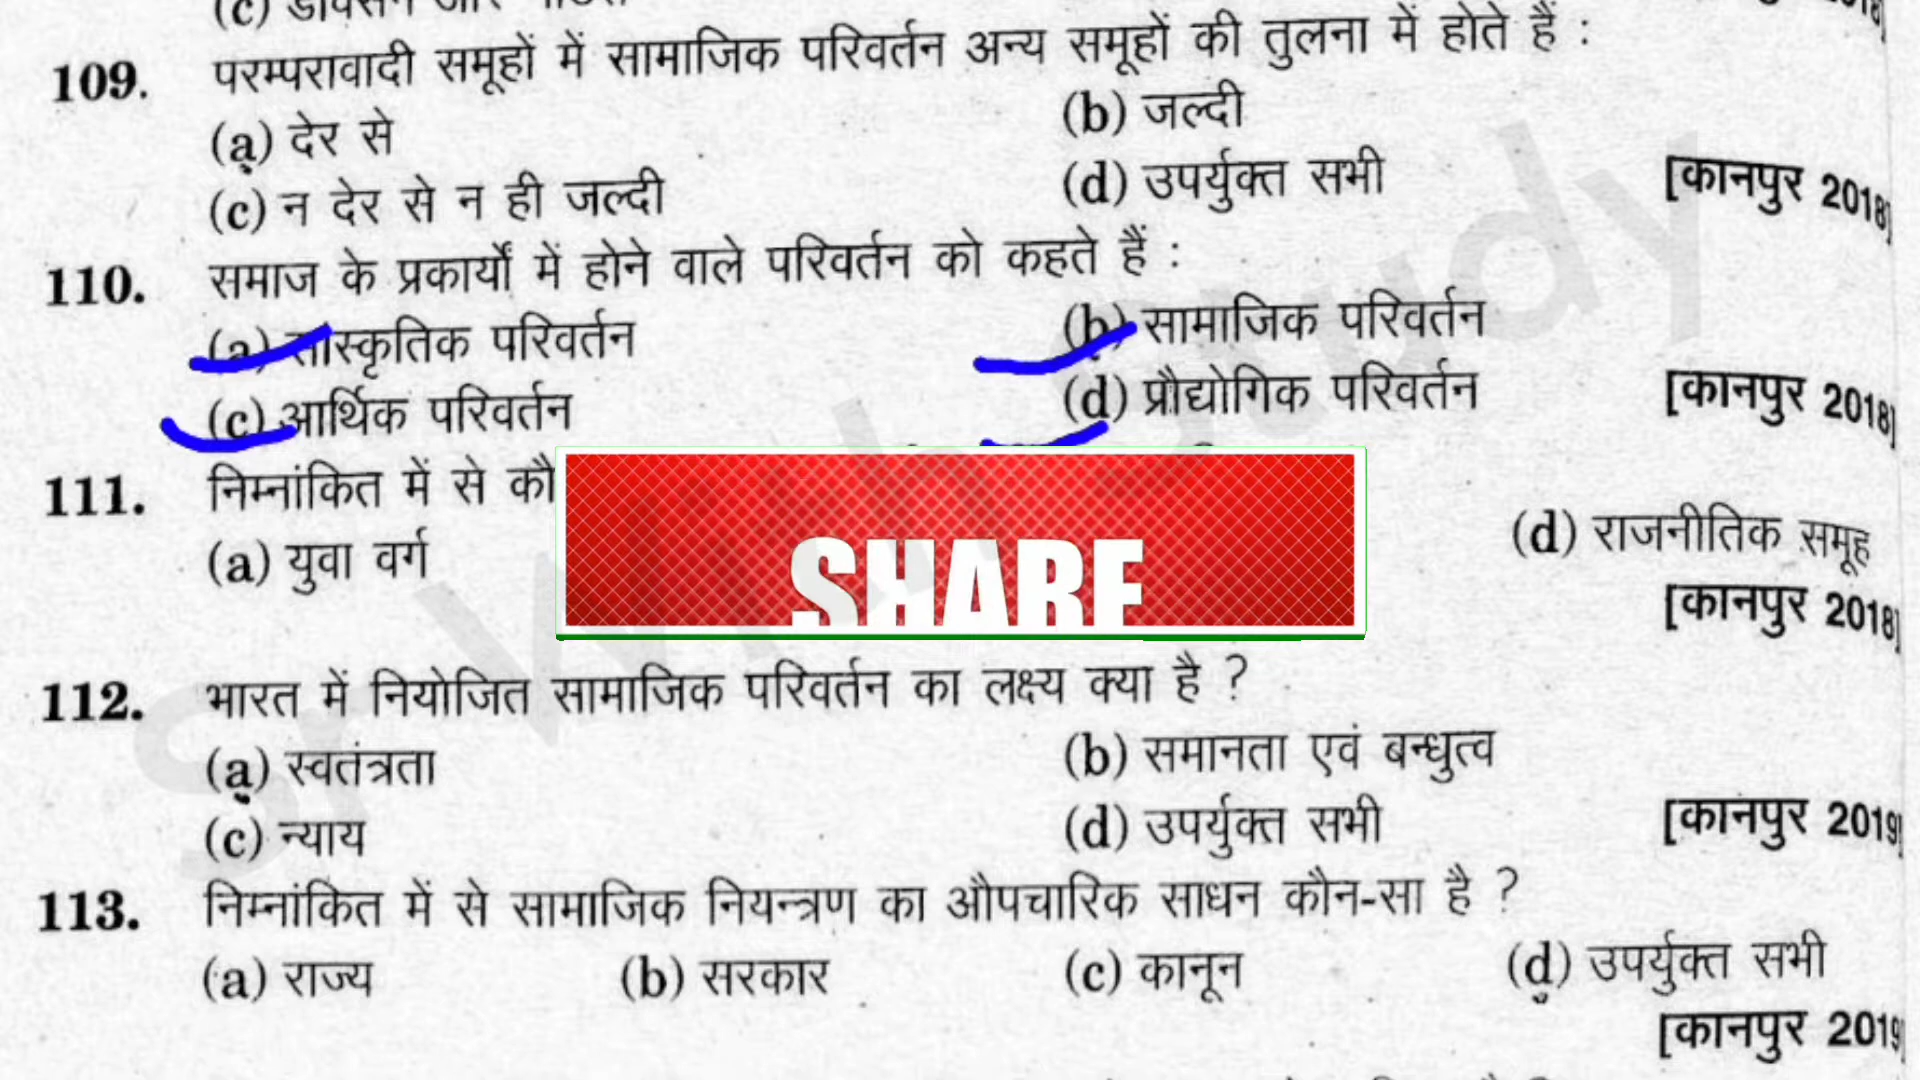 109. परम्परावादी समूहों में सामाजिक परिवर्तन अन्य समूहों की तुलना में होते हैं :
(a) देर से (b) जल्दी
(c) न देर से न ही जल्दी (d) उपर्युक्त सभी [कानपुर 2018]
110. समाज के प्रकार्यों में होने वाले परिवर्तन को कहते हैं :
(a) सांस्कृतिक परिवर्तन (b) सामाजिक परिवर्तन
(c) आर्थिक परिवर्तन (d) प्रौद्योगिक परिवर्तन [कानपुर 2018]
111. निम्नांकित में से
(a) युवा वर्ग (d) राजनीतिक समूह
SHARE
[कानपुर 2018]
112. भारत में नियोजित सामाजिक परिवर्तन का लक्ष्य क्या है ?
(a) स्वतंत्रता (b) समानता एवं बन्धुत्व
(c) न्याय (d) उपर्युक्त सभी [कानपुर 2019]
113. निम्नांकित में से सामाजिक नियन्त्रण का औपचारिक साधन कौन-सा है ?
(a) राज्य (b) सरकार (c) कानून (d) उपर्युक्त सभी
[कानपुर 2019]